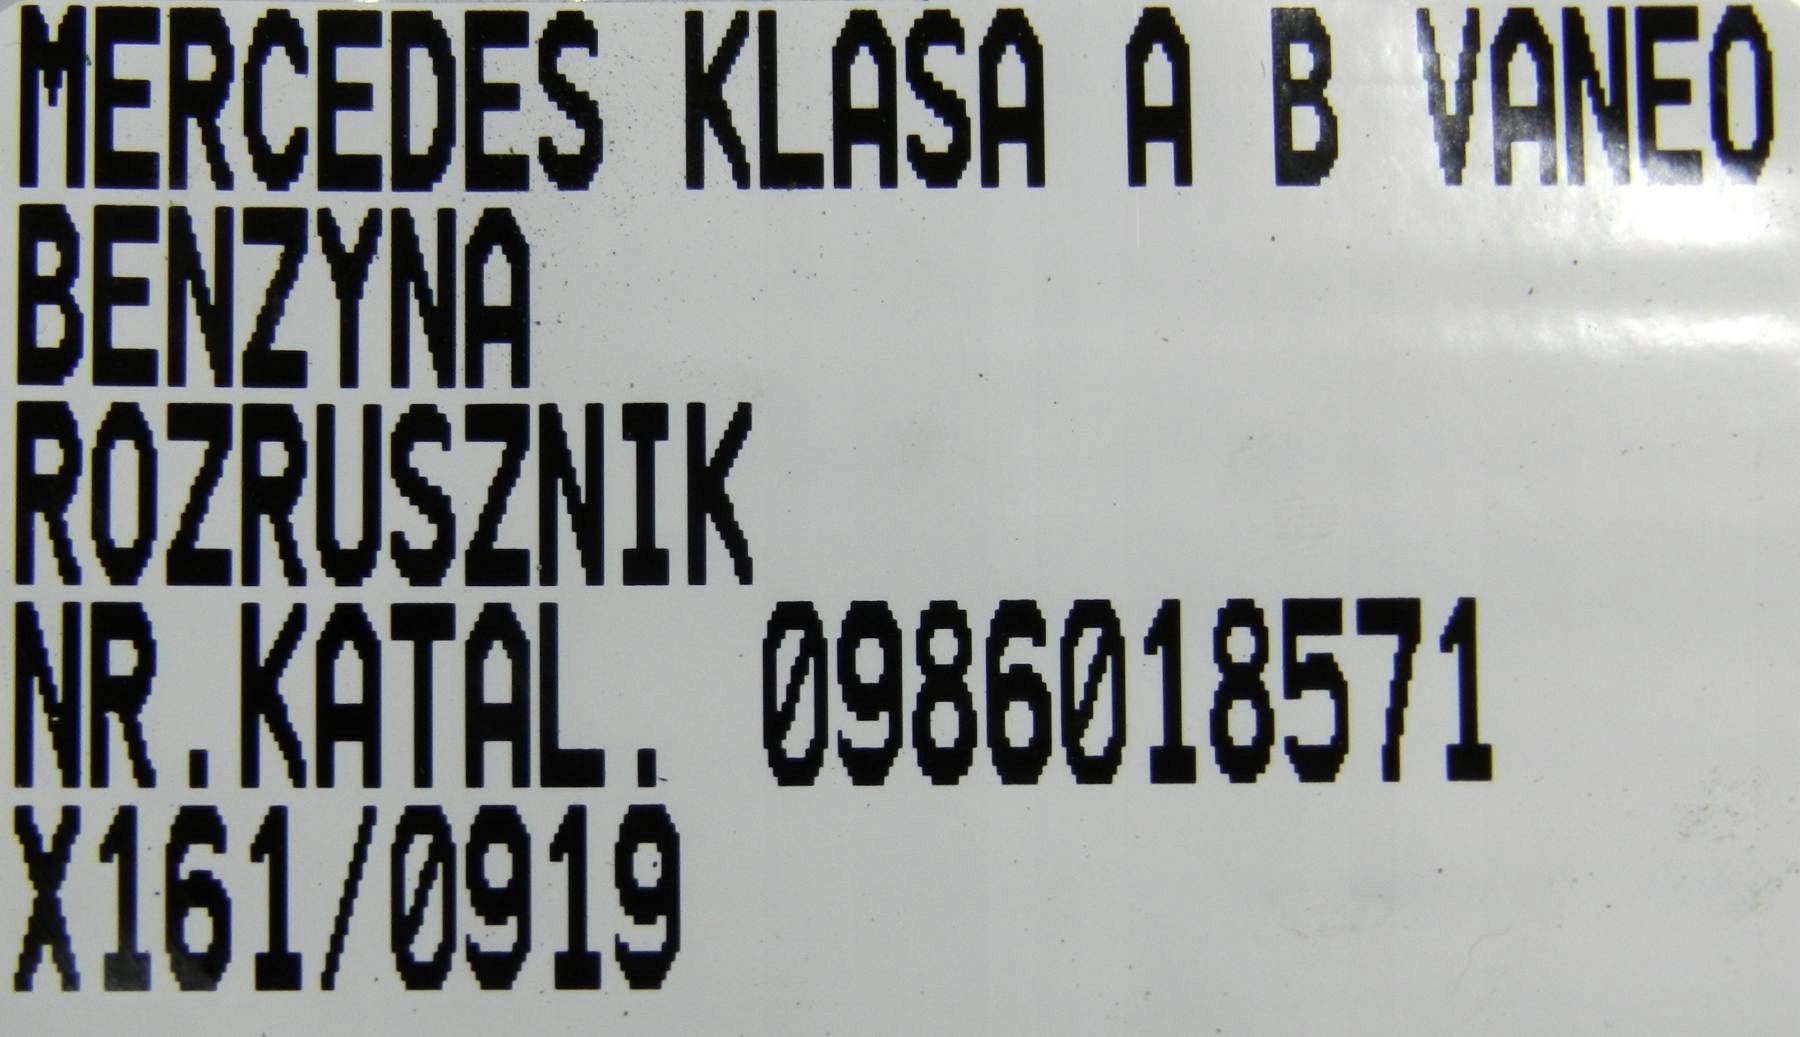 MERCEDES KLASA A B VANEO
BENZYNA
ROZRUSZNIK
NR.KATAL. 0986018571
X161/0919